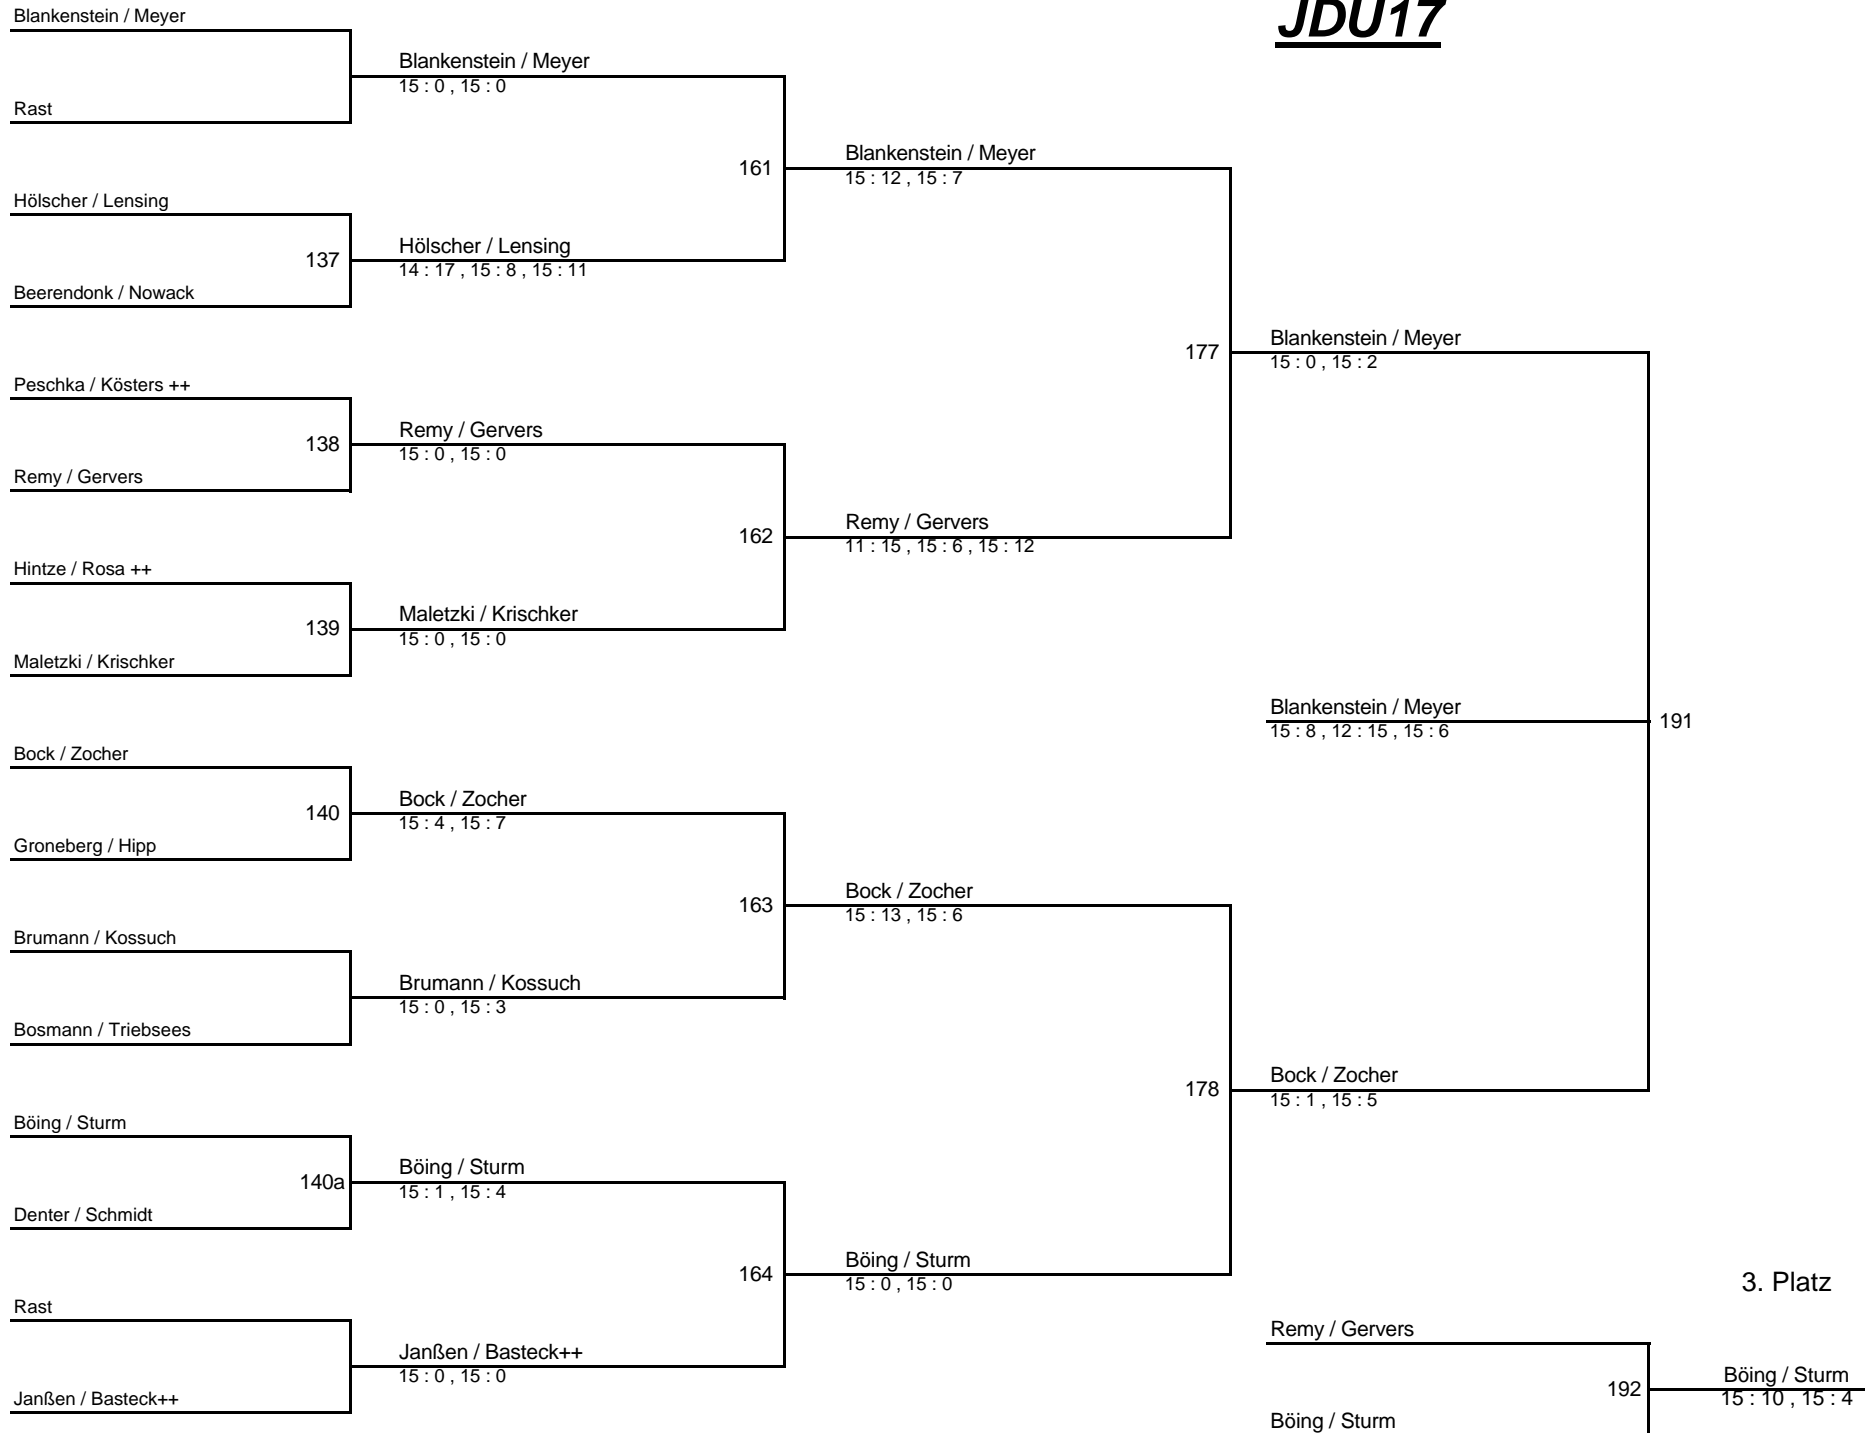 JDU17
Blankenstein / Meyer
Blankenstein / Meyer
15 : 0 , 15 : 0
Rast
161
Blankenstein / Meyer
15 : 12 , 15 : 7
Hölscher / Lensing
137
Hölscher / Lensing
14 : 17 , 15 : 8 , 15 : 11
Beerendonk / Nowack
177
Blankenstein / Meyer
15 : 0 , 15 : 2
Peschka / Kösters ++
138
Remy / Gervers
15 : 0 , 15 : 0
Remy / Gervers
162
Remy / Gervers
11 : 15 , 15 : 6 , 15 : 12
Hintze / Rosa ++
139
Maletzki / Krischker
15 : 0 , 15 : 0
Maletzki / Krischker
Blankenstein / Meyer
15 : 8 , 12 : 15 , 15 : 6
191
Bock / Zocher
140
Bock / Zocher
15 : 4 , 15 : 7
Groneberg / Hipp
163
Bock / Zocher
15 : 13 , 15 : 6
Brumann / Kossuch
Brumann / Kossuch
15 : 0 , 15 : 3
Bosmann / Triebsees
178
Bock / Zocher
15 : 1 , 15 : 5
Böing / Sturm
140a
Böing / Sturm
15 : 1 , 15 : 4
Denter / Schmidt
164
Böing / Sturm
15 : 0 , 15 : 0
Rast
Janßen / Basteck++
15 : 0 , 15 : 0
Janßen / Basteck++
3. Platz
Remy / Gervers
192
Böing / Sturm
15 : 10 , 15 : 4
Böing / Sturm